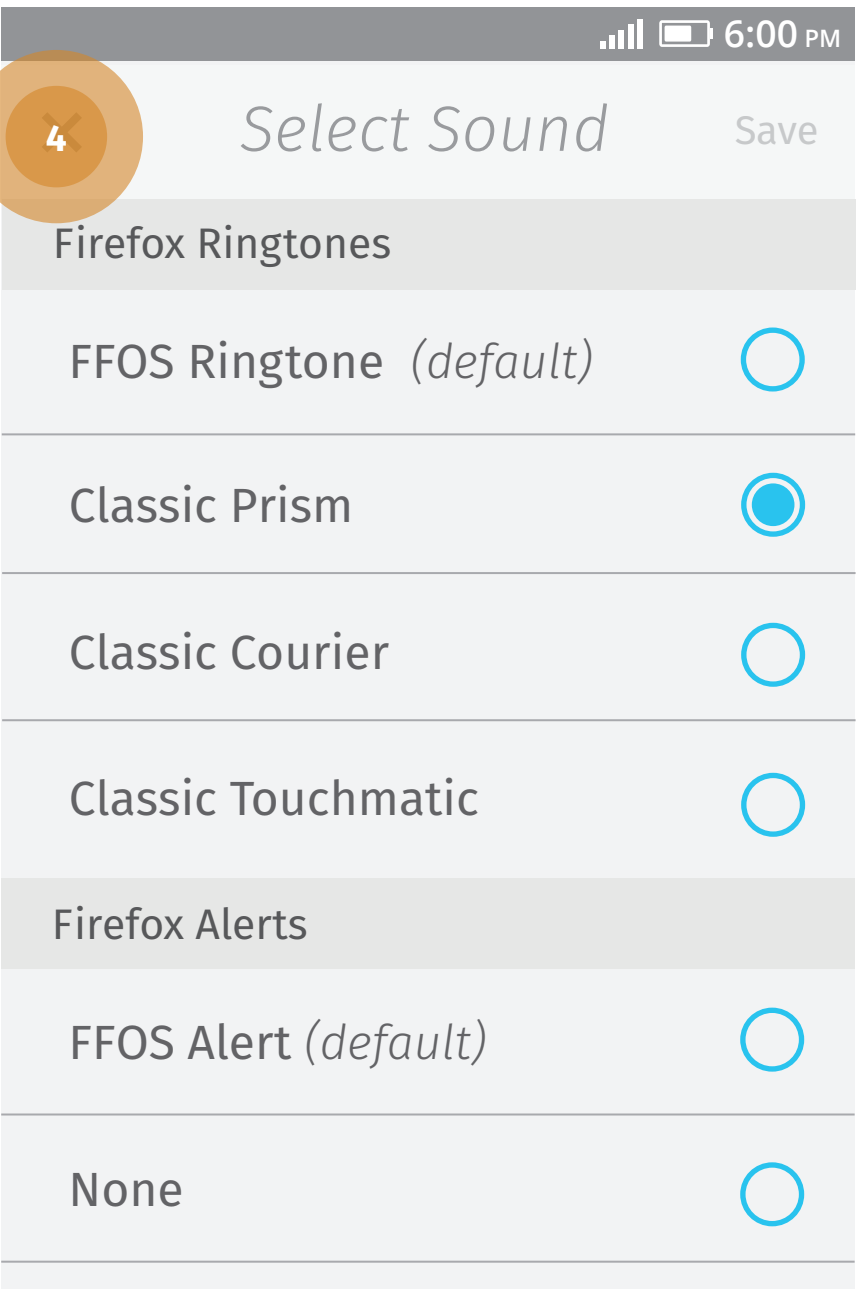 6:00 PM
4
Select Sound
Save
Firefox Ringtones
FFOS Ringtone (default)
Classic Prism
Classic Courier
Classic Touchmatic
Firefox Alerts
FFOS Alert (default)
None